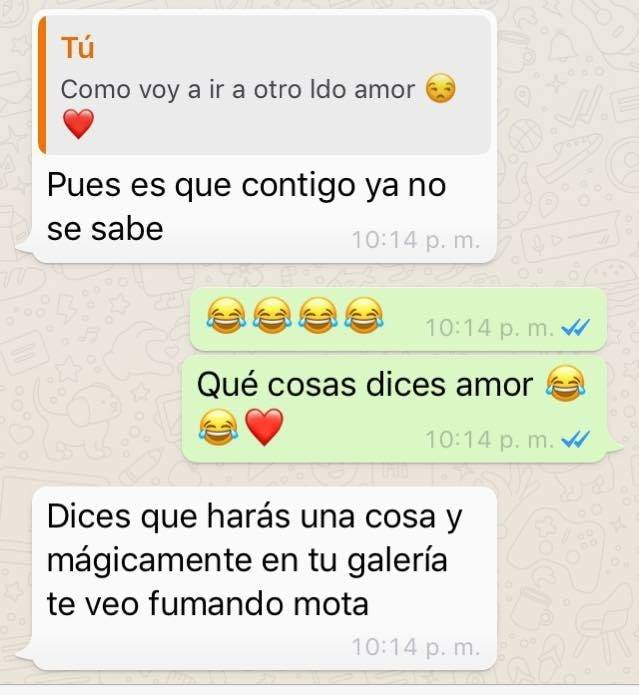 Tú
Como voy a ir a otro ldo amor 😒
❤️
Pues es que contigo ya no
se sabe
10:14 p. m.
😂😂😂😂
10:14 p. m.
Qué cosas dices amor 😂
😂❤️
10:14 p. m.
Dices que harás una cosa y
mágicamente en tu galería
te veo fumando mota
10:14 p. m.